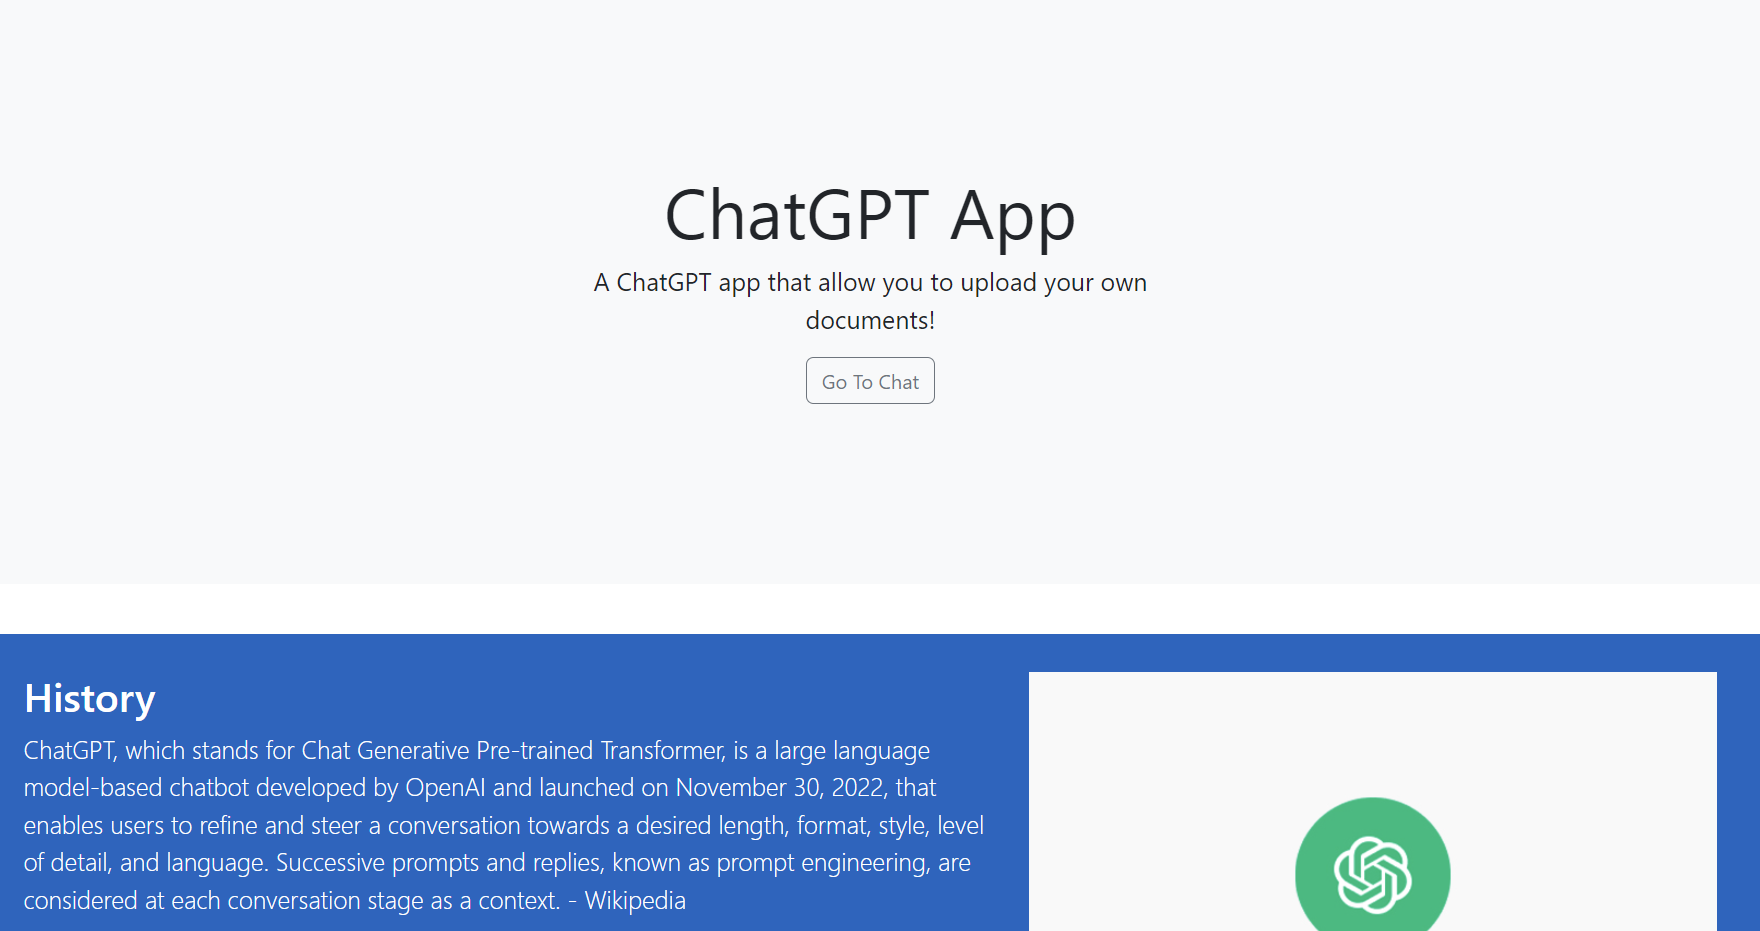 ChatGPT App
A ChatGPT app that allow you to upload your own
documents!
Go To Chat
History
ChatGPT, which stands for Chat Generative Pre-trained Transformer, is a large language
model-based chatbot developed by OpenAI and launched on November 30, 2022, that
enables users to refine and steer a conversation towards a desired length, format, style, level
of detail, and language. Successive prompts and replies, known as prompt engineering, are
considered at each conversation stage as a context. - Wikipedia